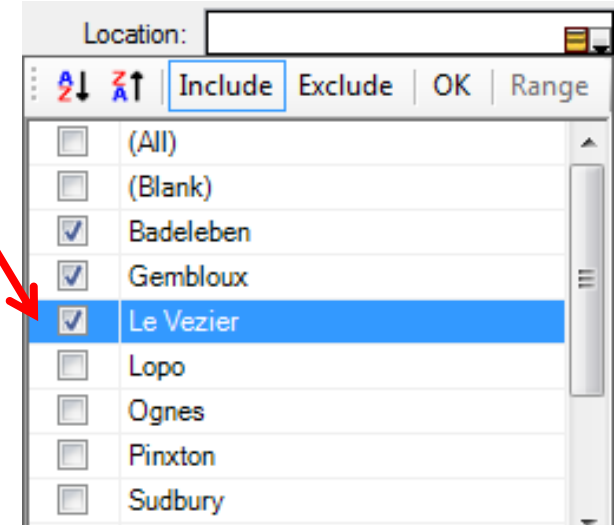 Location:
A Z Z A Include Exclude OK Range
(All)
(Blank)
Badeleben
Gembloux
Le Vezier
Lopo
Ognes
Pinxton
Sudbury